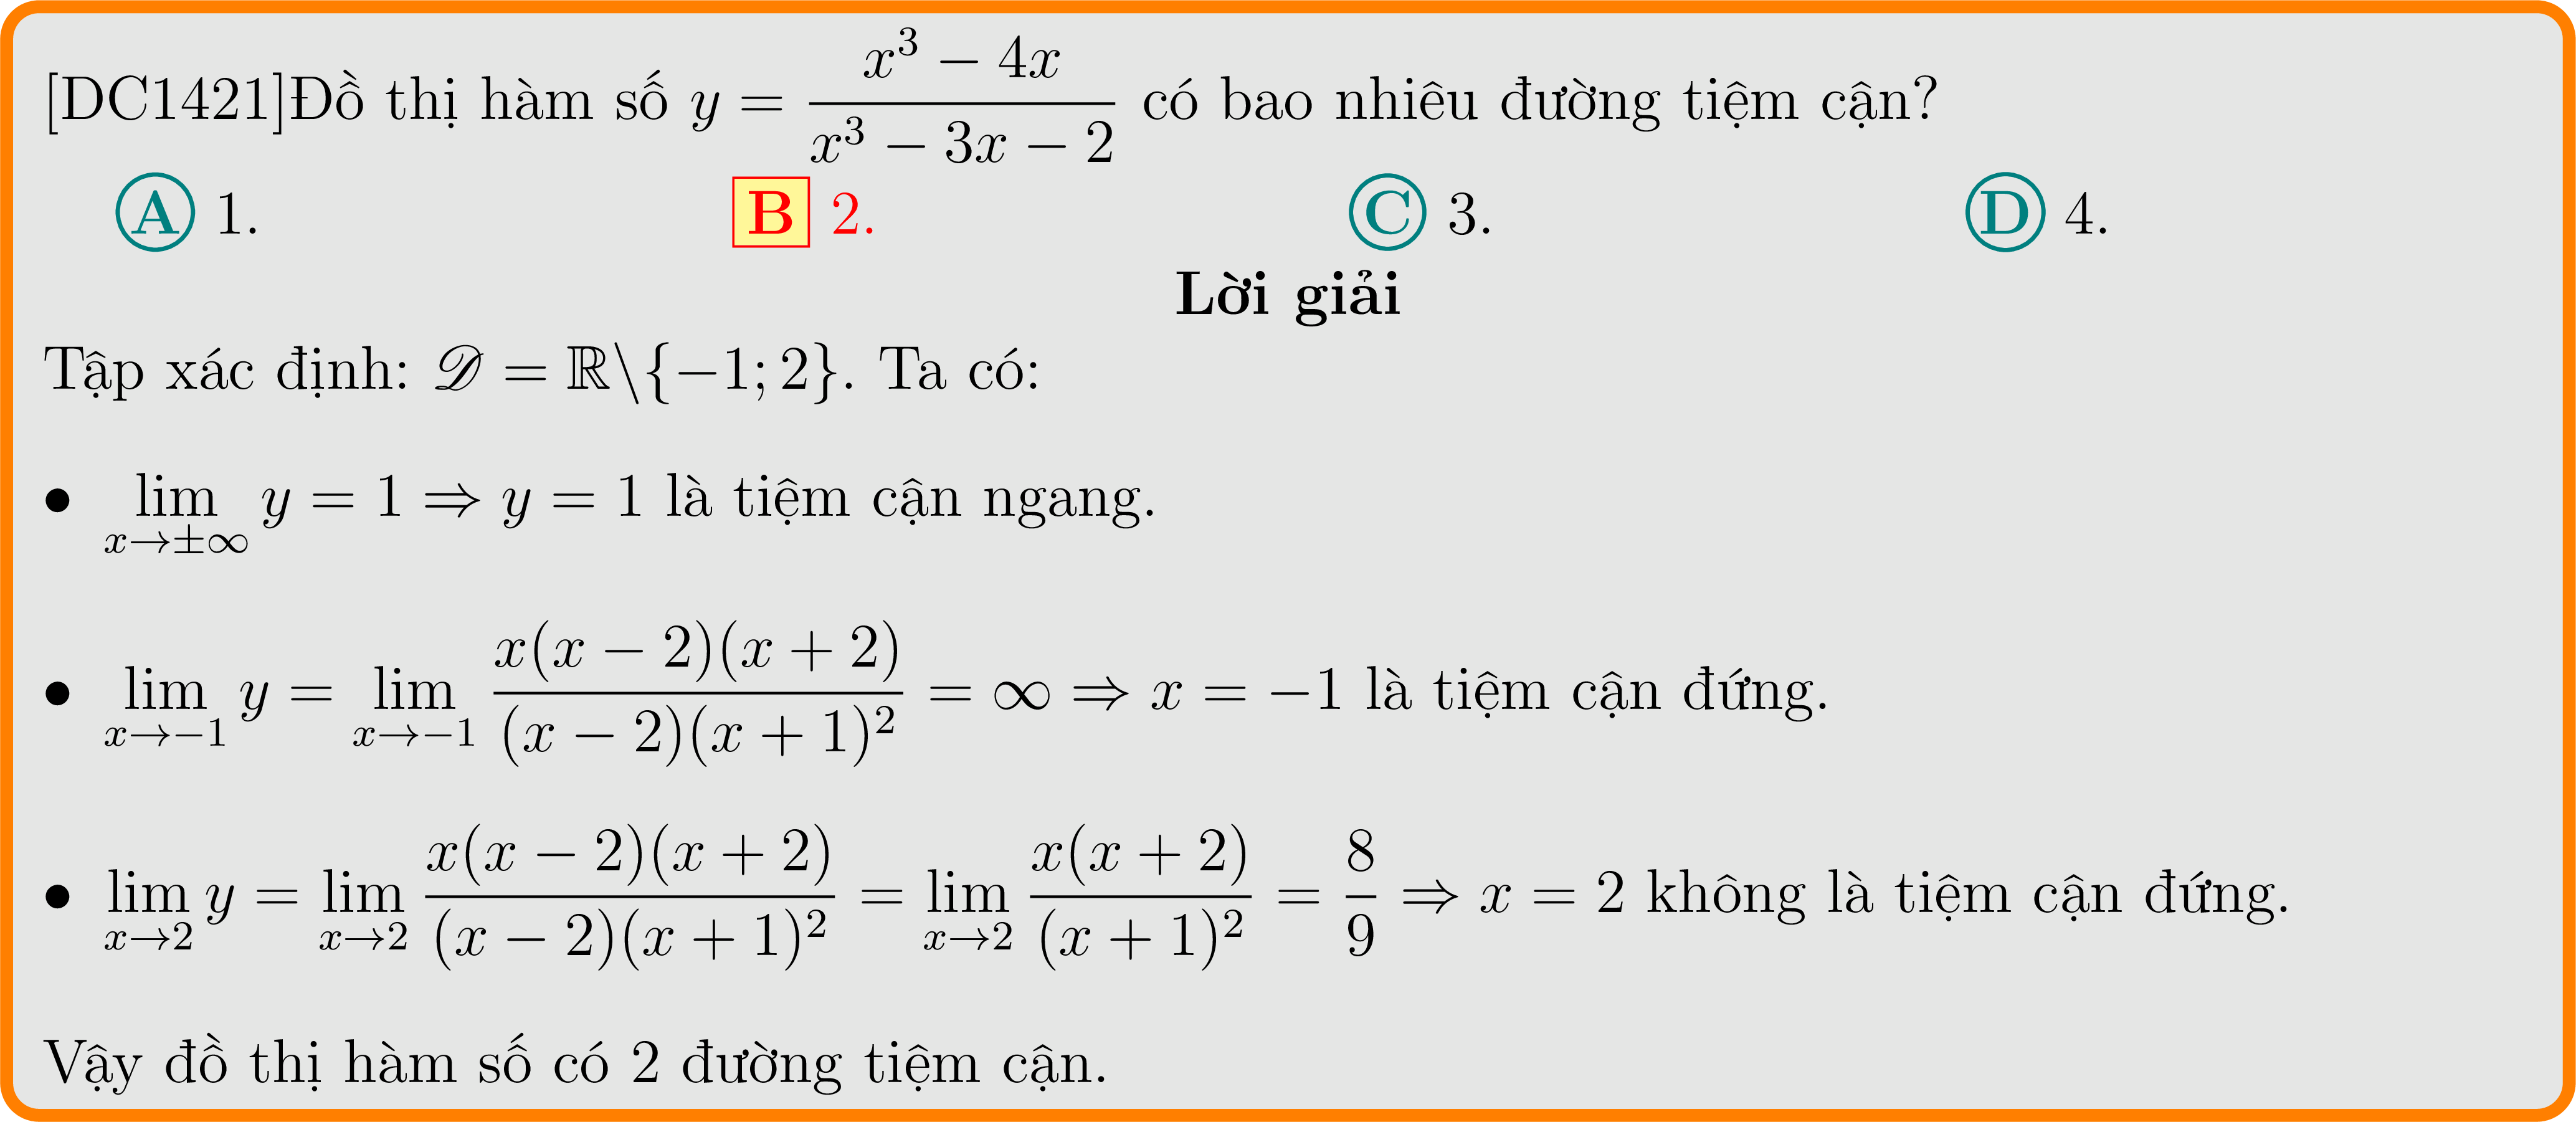 [DC1421]Đồ thị hàm số $y = \dfrac{x^3 - 4x}{x^3 - 3x - 2}$ có bao nhiêu đường tiệm cận?
A 1. B 2. C 3. D 4.
Lời giải
Tập xác định: $\mathscr{D} = \mathbb{R}\backslash\{-1; 2\}$. Ta có:
• $\lim\limits_{x \to \pm\infty} y = 1 \Rightarrow y = 1$ là tiệm cận ngang.
• $\lim\limits_{x \to -1} y = \lim\limits_{x \to -1} \dfrac{x(x - 2)(x + 2)}{(x - 2)(x + 1)^2} = \infty \Rightarrow x = -1$ là tiệm cận đứng.
• $\lim\limits_{x \to 2} y = \lim\limits_{x \to 2} \dfrac{x(x - 2)(x + 2)}{(x - 2)(x + 1)^2} = \lim\limits_{x \to 2} \dfrac{x(x + 2)}{(x + 1)^2} = \dfrac{8}{9} \Rightarrow x = 2$ không là tiệm cận đứng.
Vậy đồ thị hàm số có 2 đường tiệm cận.